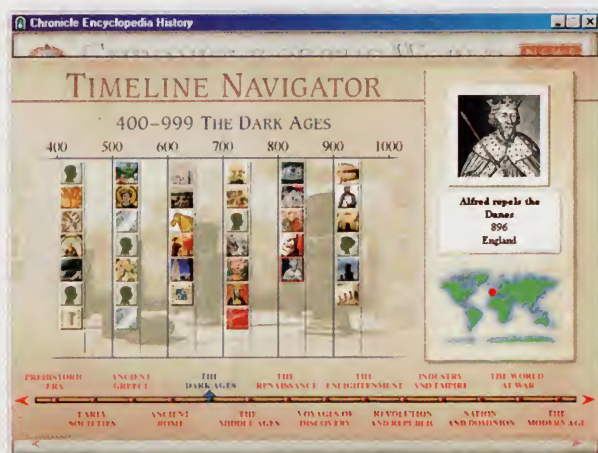 Chronicle Encyclopedia History
NEWS
TIMELINE NAVIGATOR
400–999 THE DARK AGES
400 500 600 700 800 900 1000
Alfred repels the
Danes
896
England
PREHISTORIC
ERA
ANCIENT
GREECE
THE
DARK AGES
THE
RENAISSANCE
THE
ENLIGHTENMENT
INDUSTRY
AND EMPIRE
THE WORLD
AT WAR
EARLY
SOCIETIES
ANCIENT
ROME
THE
MIDDLE AGES
VOYAGES OF
DISCOVERY
REVOLUTION
AND REPUBLIC
NATION
AND DOMINION
THE
MODERN AGE